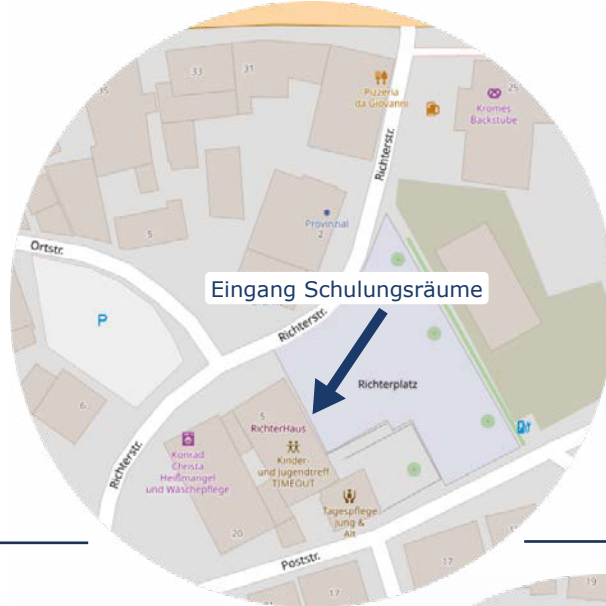 33
31
35
Pizzeria
da Giovanni
25
Kromes
Backstube
Richterstr.
5
Provinzial
2
Ortstr.
Eingang Schulungsräume
P
Richterstr.
Richterplatz
6
5
RichterHaus
Kinder-
und Jugendtreff
TIMEOUT
Konrad
Christa
Heißmangel
und Wäschepflege
Richterstr.
Tagespflege
Jung &
Alt
20
Poststr.
17
17
19